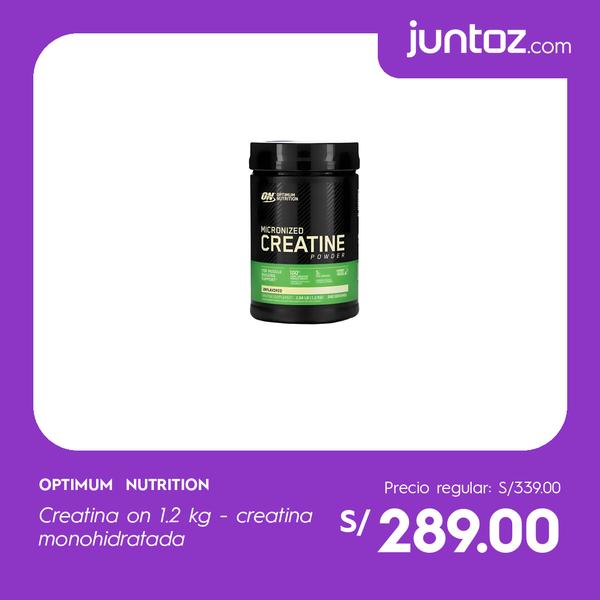 juntoz.com
ON OPTIMUM
NUTRITION
MICRONIZED
CREATINE
POWDER
UNFLAVORED
OPTIMUM NUTRITION
Precio regular: S/339.00
Creatina on 1.2 kg - creatina
monohidratada
S/ 289.00